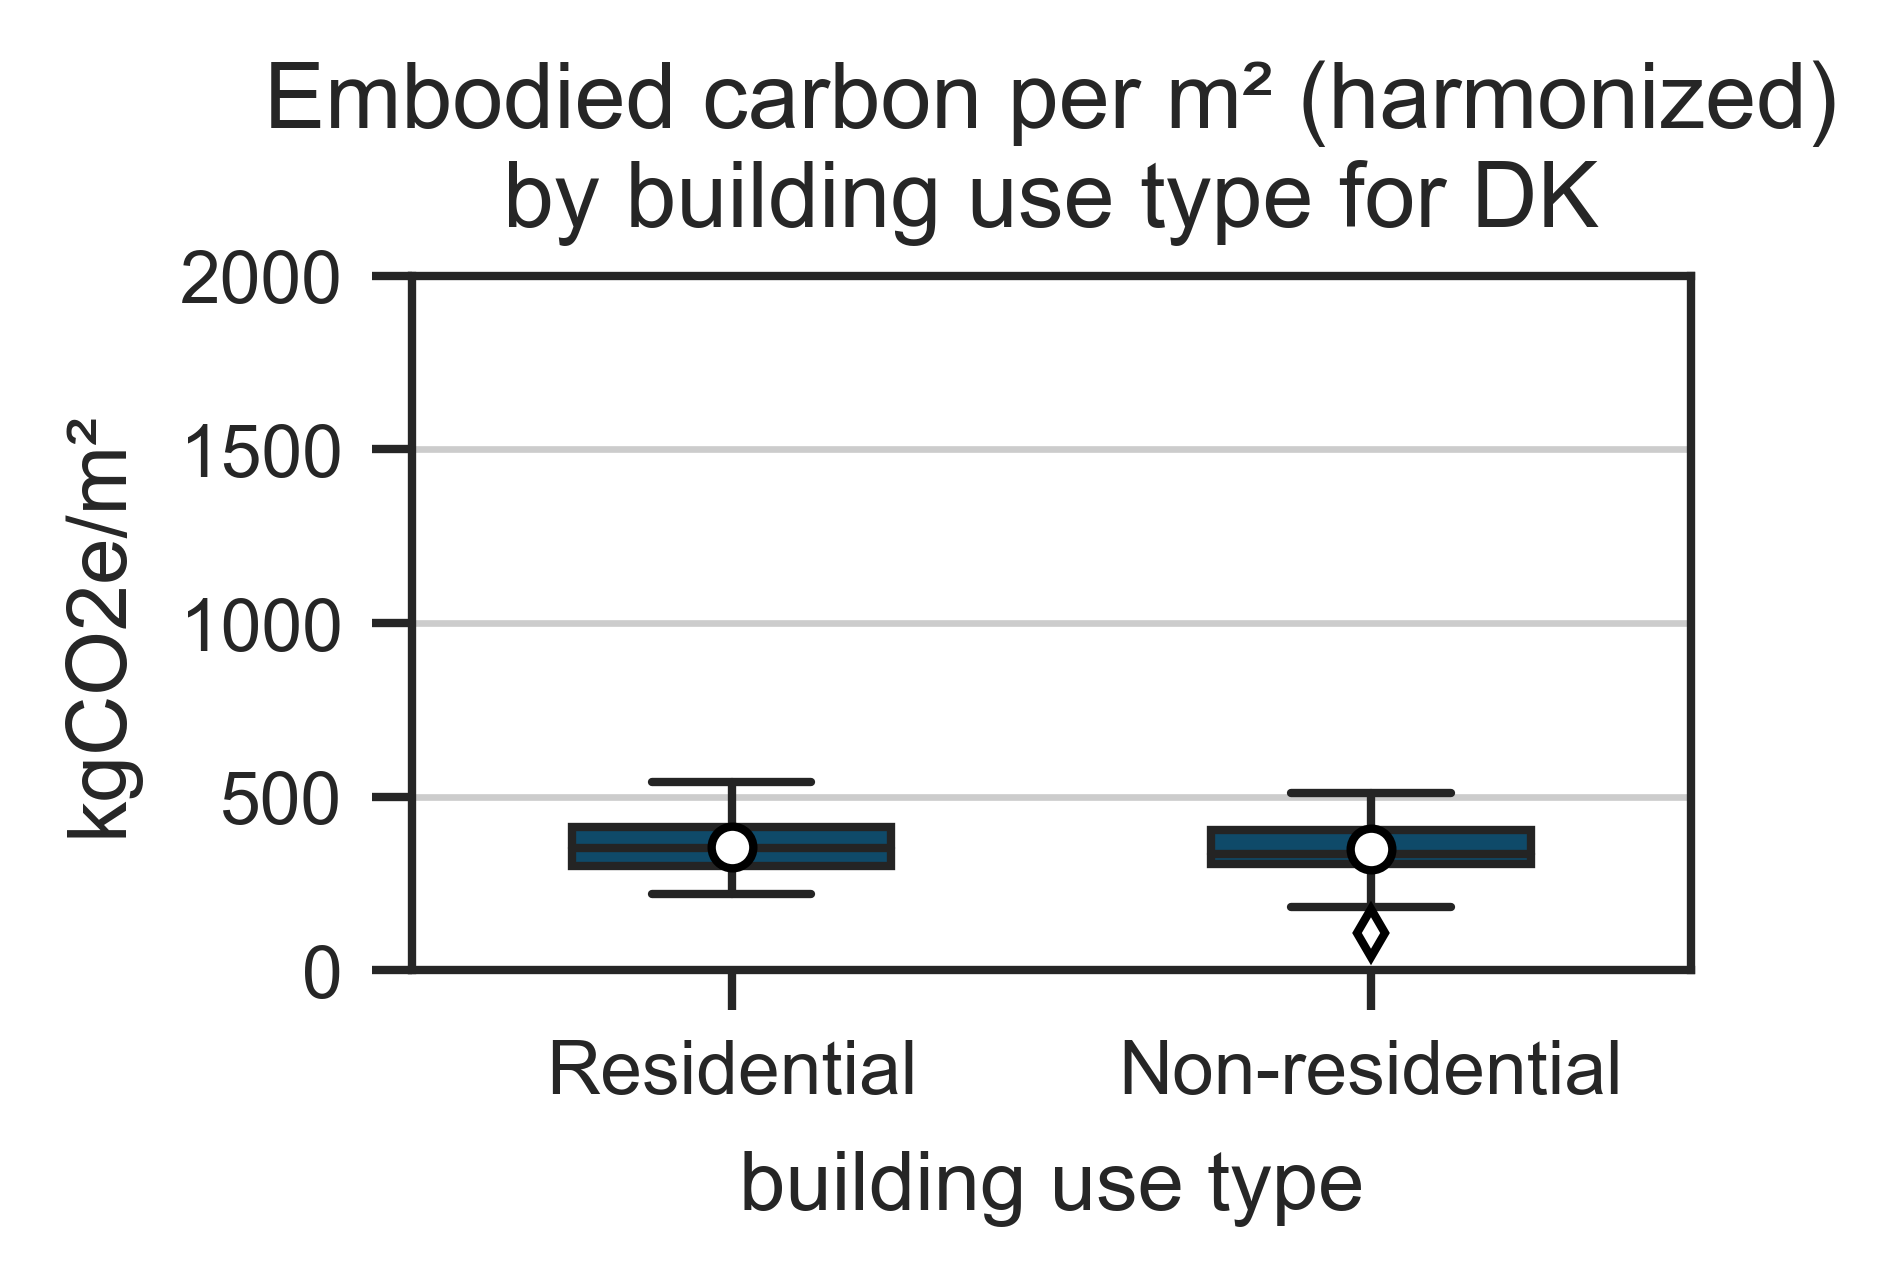 Embodied carbon per m² (harmonized)
by building use type for DK
2000
1500
1000
500
0
kgCO2e/m²
Residential
Non-residential
building use type